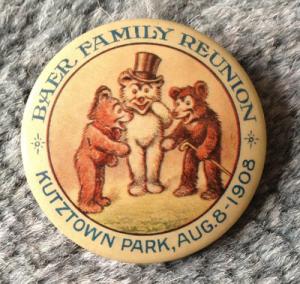 BAER FAMILY REUNION
KUTZTOWN PARK, AUG. 8-1908